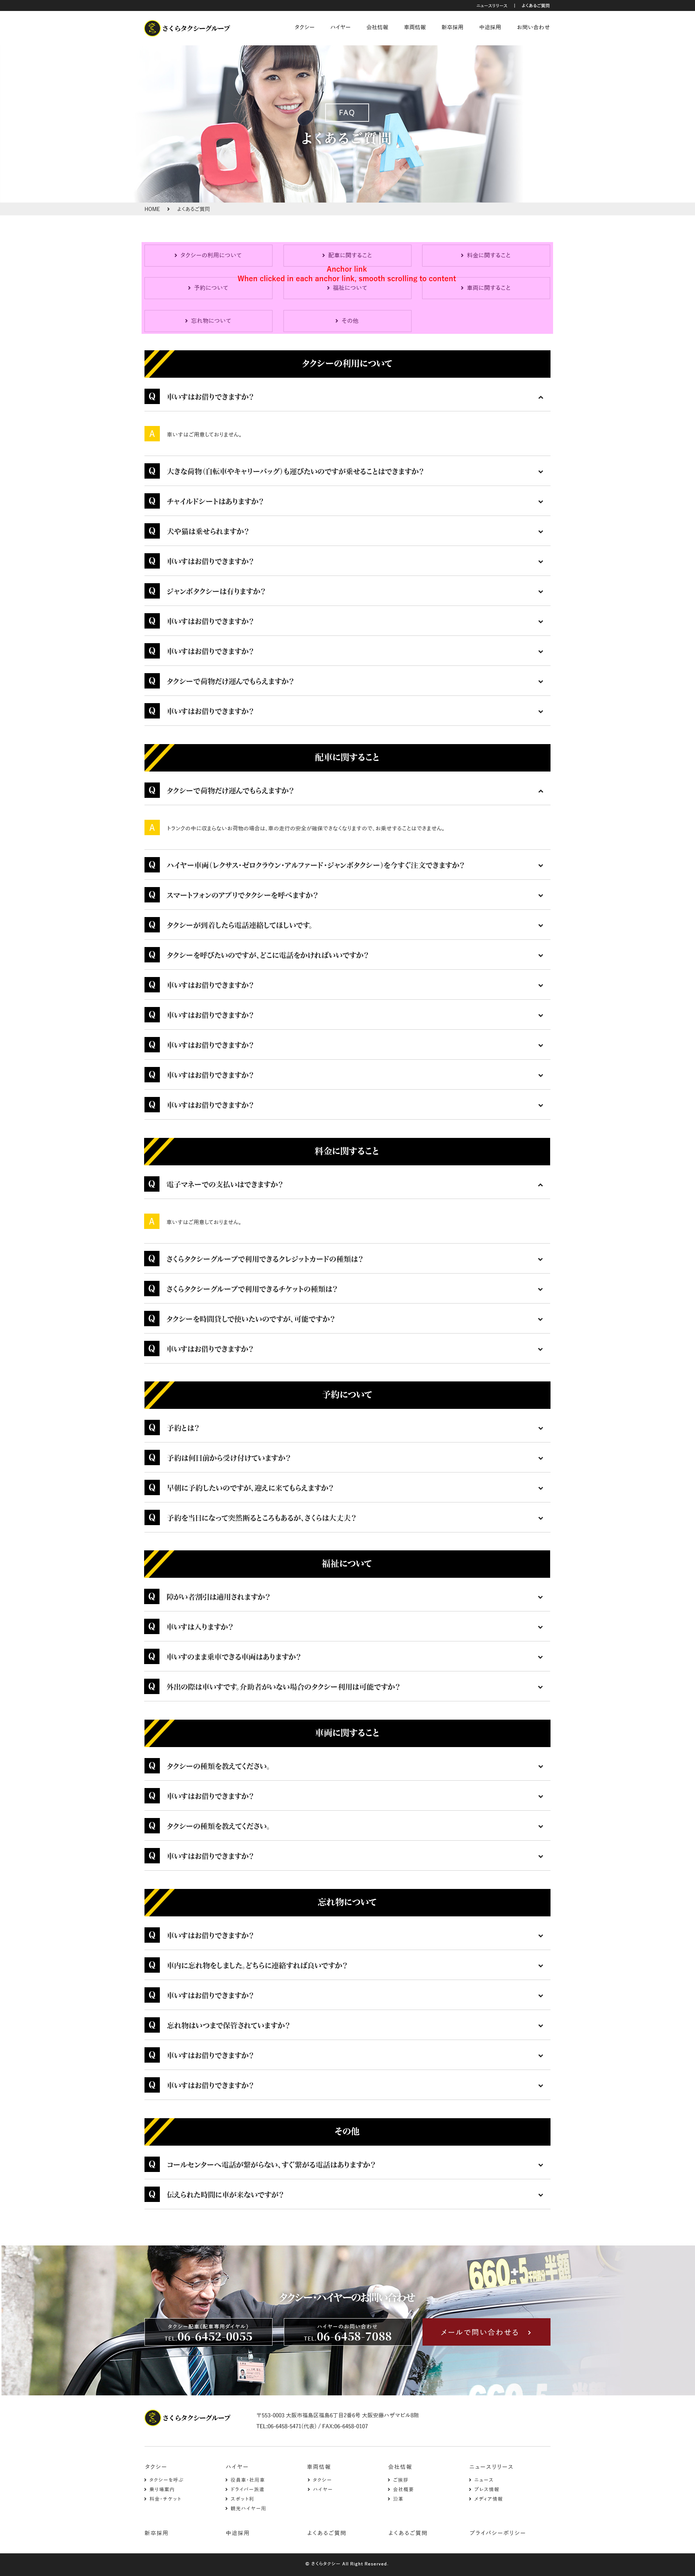 ニュースリリース | よくあるご質問
さくらタクシーグループ
タクシー ハイヤー 会社情報 車両情報 新卒採用 中途採用 お問い合わせ
FAQ
よくあるご質問
Q A
HOME よくあるご質問
タクシーの利用について 配車に関すること 料金に関すること
Anchor link
When clicked in each anchor link, smooth scrolling to content
予約について 福祉について 車両に関すること
忘れ物について その他
タクシーの利用について
Q 車いすはお借りできますか?
A 車いすはご用意しておりません。
Q 大きな荷物(自転車やキャリーバッグ)も運びたいのですが乗せることはできますか?
Q チャイルドシートはありますか?
Q 犬や猫は乗せられますか?
Q 車いすはお借りできますか?
Q ジャンボタクシーは有りますか?
Q 車いすはお借りできますか?
Q 車いすはお借りできますか?
Q タクシーで荷物だけ運んでもらえますか?
Q 車いすはお借りできますか?
配車に関すること
Q タクシーで荷物だけ運んでもらえますか?
A トランクの中に収まらないお荷物の場合は、車の走行の安全が確保できなくなりますので、お乗せすることはできません。
Q ハイヤー車両(レクサス・ゼロクラウン・アルファード・ジャンボタクシー)を今すぐ注文できますか?
Q スマートフォンのアプリでタクシーを呼べますか?
Q タクシーが到着したら電話連絡してほしいです。
Q タクシーを呼びたいのですが、どこに電話をかければいいですか?
Q 車いすはお借りできますか?
Q 車いすはお借りできますか?
Q 車いすはお借りできますか?
Q 車いすはお借りできますか?
Q 車いすはお借りできますか?
料金に関すること
Q 電子マネーでの支払いはできますか?
A 車いすはご用意しておりません。
Q さくらタクシーグループで利用できるクレジットカードの種類は?
Q さくらタクシーグループで利用できるチケットの種類は?
Q タクシーを時間貸しで使いたいのですが、可能ですか?
Q 車いすはお借りできますか?
予約について
Q 予約とは?
Q 予約は何日前から受け付けていますか?
Q 早朝に予約したいのですが、迎えに来てもらえますか?
Q 予約を当日になって突然断るところもあるが、さくらは大丈夫?
福祉について
Q 障がい者割引は適用されますか?
Q 車いすは入りますか?
Q 車いすのまま乗車できる車両はありますか?
Q 外出の際は車いすです。介助者がいない場合のタクシー利用は可能ですか?
車両に関すること
Q タクシーの種類を教えてください。
Q 車いすはお借りできますか?
Q タクシーの種類を教えてください。
Q 車いすはお借りできますか?
忘れ物について
Q 車いすはお借りできますか?
Q 車内に忘れ物をしました。どちらに連絡すれば良いですか?
Q 車いすはお借りできますか?
Q 忘れ物はいつまで保管されていますか?
Q 車いすはお借りできますか?
Q 車いすはお借りできますか?
その他
Q コールセンターへ電話が繋がらない、すぐ繋がる電話はありますか?
Q 伝えられた時間に車が来ないですが?
タクシー・ハイヤーのお問い合わせ
タクシー配車(配車専用ダイヤル) ハイヤーのお問い合わせ
TEL.06-6452-0055 TEL.06-6458-7088 メールで問い合わせる
さくらタクシーグループ
〒553-0003 大阪市福島区福島6丁目2番6号 大阪安藤ハザマビル8階
TEL:06-6458-5471(代表) / FAX:06-6458-0107
タクシー ハイヤー 車両情報 会社情報 ニュースリリース
タクシーを呼ぶ 役員車・社用車 タクシー ご挨拶 ニュース
乗り場案内 ドライバー派遣 ハイヤー 会社概要 プレス情報
料金・チケット スポット利 沿革 メディア情報
観光ハイヤー用
新卒採用 中途採用 よくあるご質問 よくあるご質問 プライバシーポリシー
© さくらタクシー All Right Reserved.